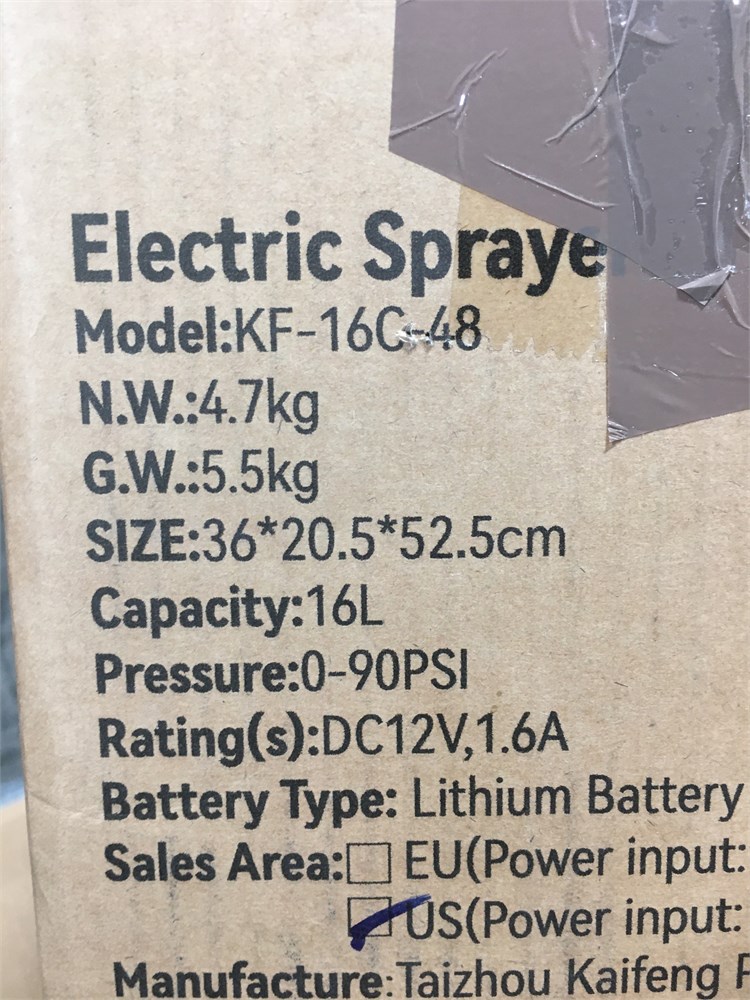 Electric Sprayer
Model:KF-16C-48
N.W.:4.7kg
G.W.:5.5kg
SIZE:36*20.5*52.5cm
Capacity:16L
Pressure:0-90PSI
Rating(s):DC12V,1.6A
Battery Type: Lithium Battery
Sales Area:☐EU(Power input:
☑US(Power input:
Manufacture:Taizhou Kaifeng